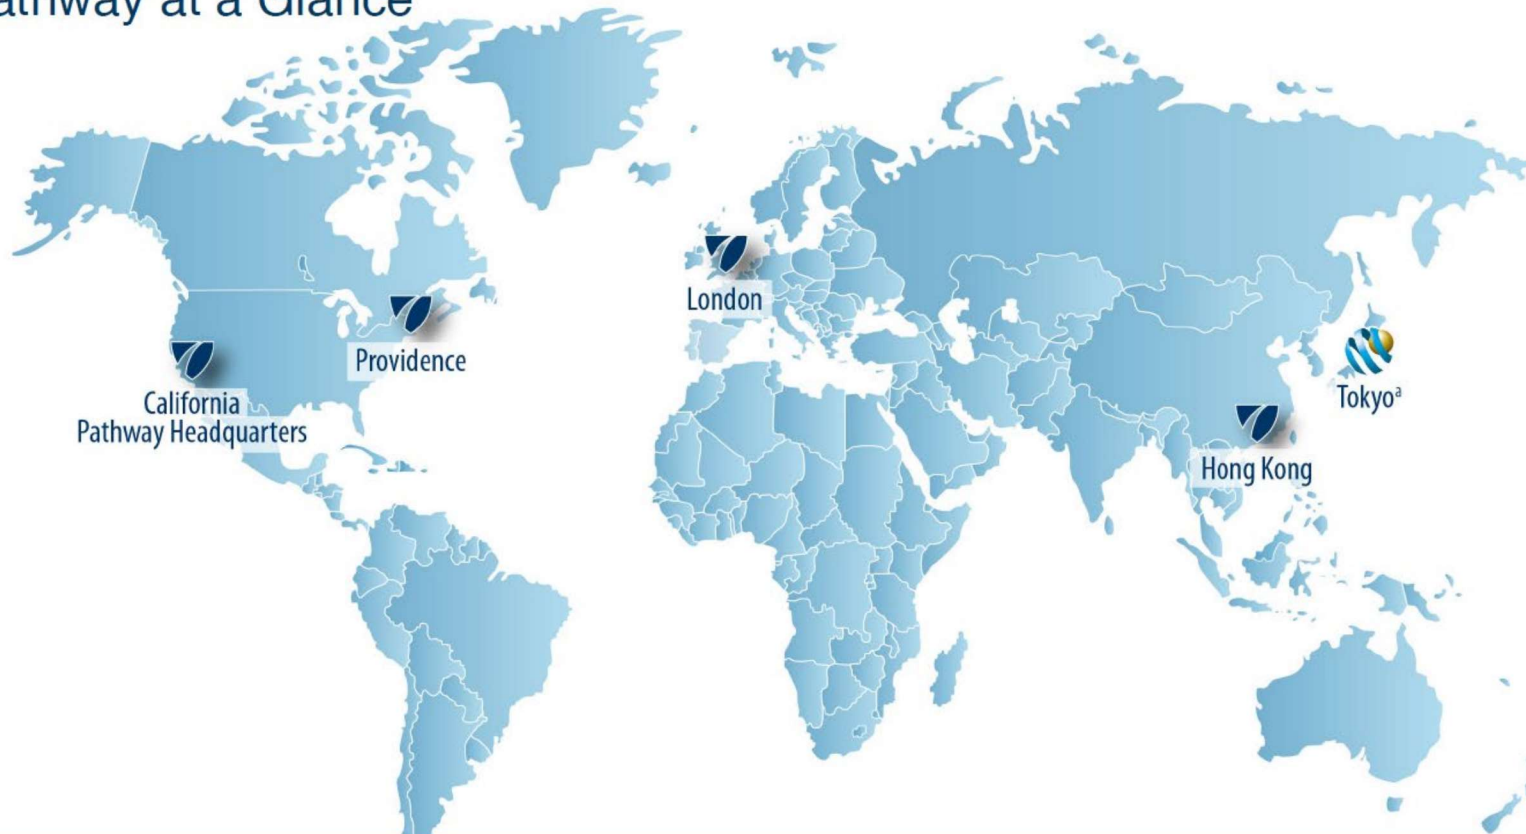 athway at a Glance
London
Providence
California
Pathway Headquarters
Tokyoª
Hong Kong